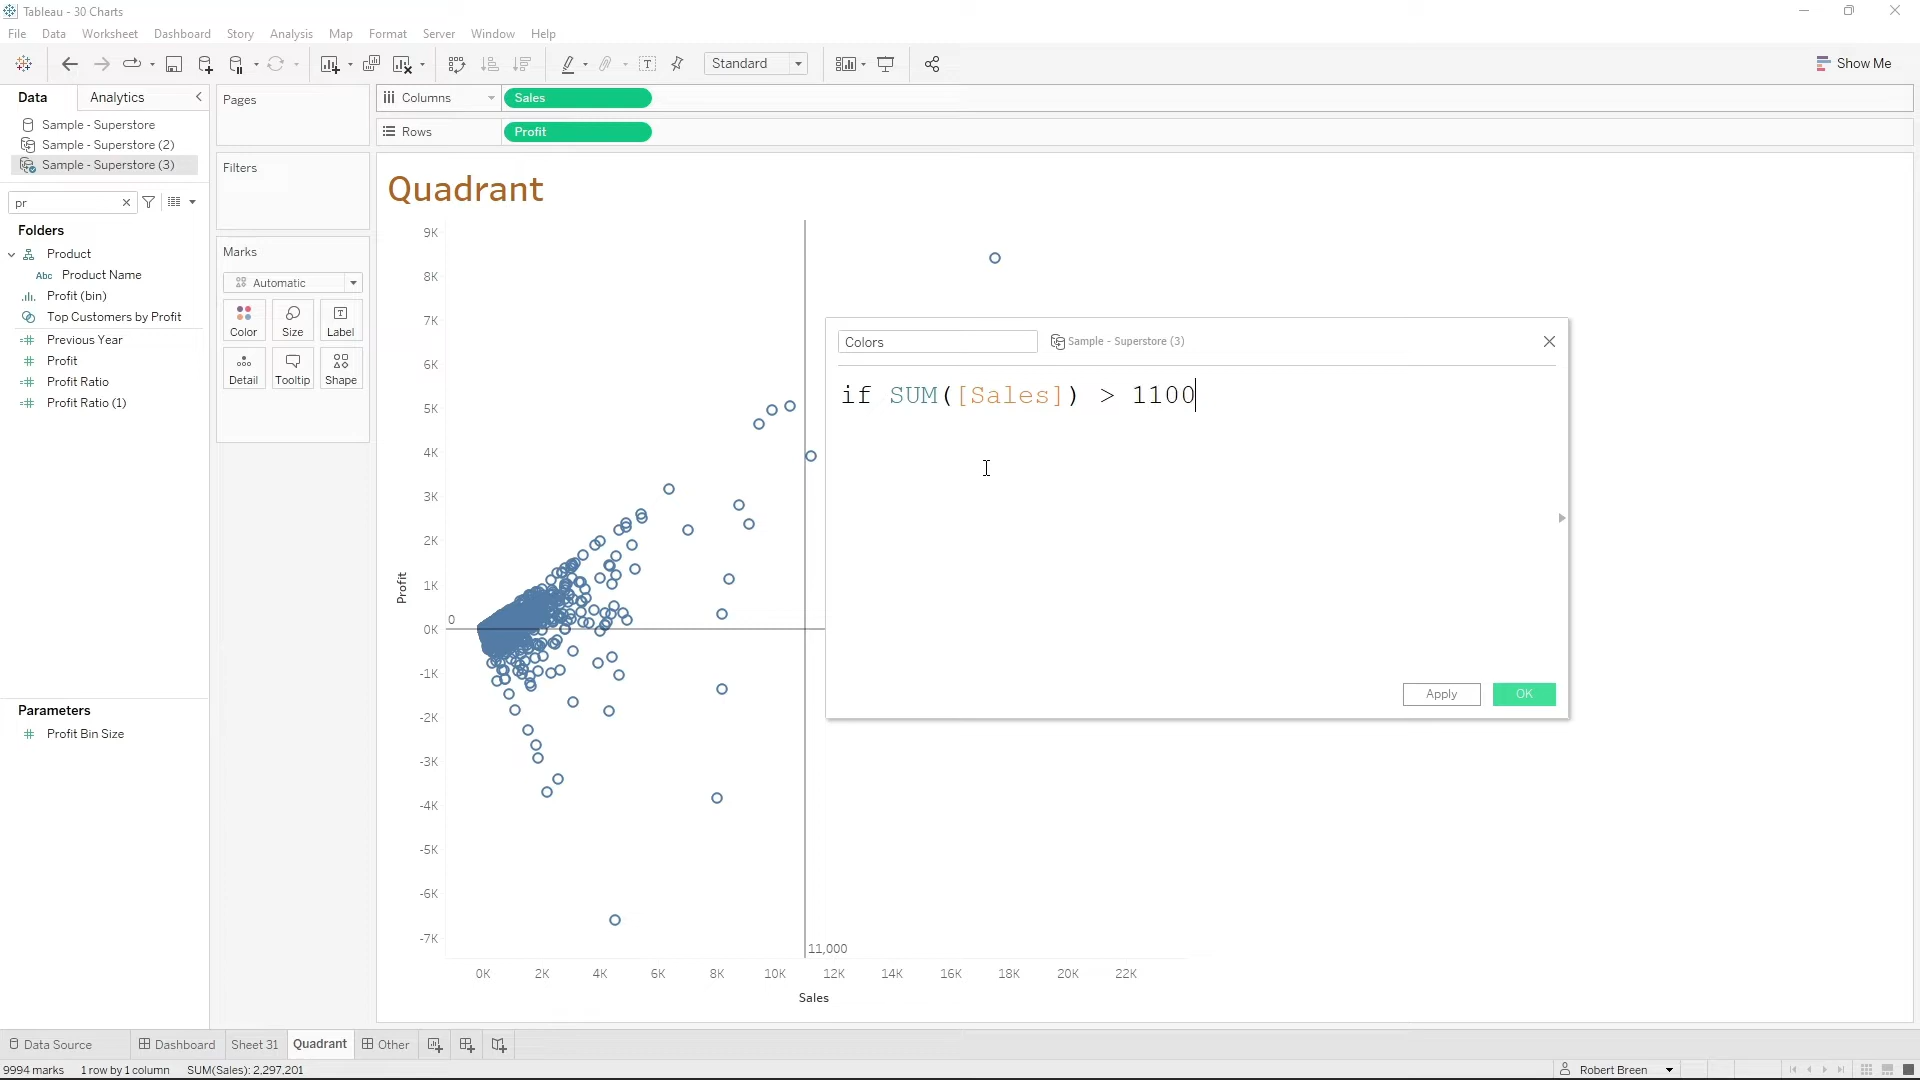 Tableau - 30 Charts
File Data Worksheet Dashboard Story Analysis Map Format Server Window Help
Standard
Show Me
Data Analytics
Sample - Superstore
Sample - Superstore (2)
Sample - Superstore (3)
pr
Folders
Product
Abc Product Name
Profit (bin)
Top Customers by Profit
Previous Year
Profit
Profit Ratio
Profit Ratio (1)
Parameters
Profit Bin Size
Pages
Filters
Marks
Automatic
Color Size Label
Detail Tooltip Shape
Columns Sales
Rows Profit
Quadrant
9K
8K
7K
6K
5K
4K
3K
2K
1K
0K
-1K
-2K
-3K
-4K
-5K
-6K
-7K
Profit
0
11,000
0K 2K 4K 6K 8K 10K 12K 14K 16K 18K 20K 22K
Sales
Colors Sample - Superstore (3)
if SUM([Sales]) > 1100
Apply OK
Data Source Dashboard Sheet 31 Quadrant Other
9994 marks 1 row by 1 column SUM(Sales): 2,297,201
Robert Breen